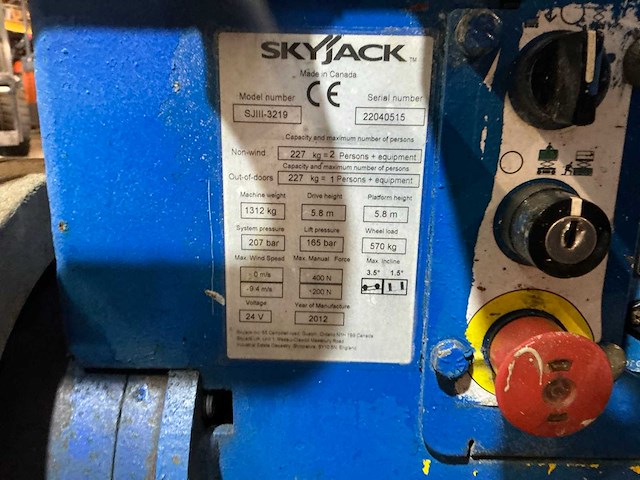 SKYJACK™
Made in Canada
CE
Model number Serial number
SJIII-3219 22040515
Capacity and maximum number of persons
Non-wind. 227 kg = 2 Persons + equipment
Capacity and maximum number of persons
Out-of-doors 227 kg = 1 Persons + equipment
Machine weight Drive height Platform height
1312 kg 5.8 m 5.8 m
System pressure Lift pressure Wheel load
207 bar 165 bar 570 kg
Max. Wind Speed Max. Manual Force Max. Incline
0 m/s 400 N 3.5° 1.5°
9.4 m/s 200 N
Voltage Year of Manufacture
24 V 2012